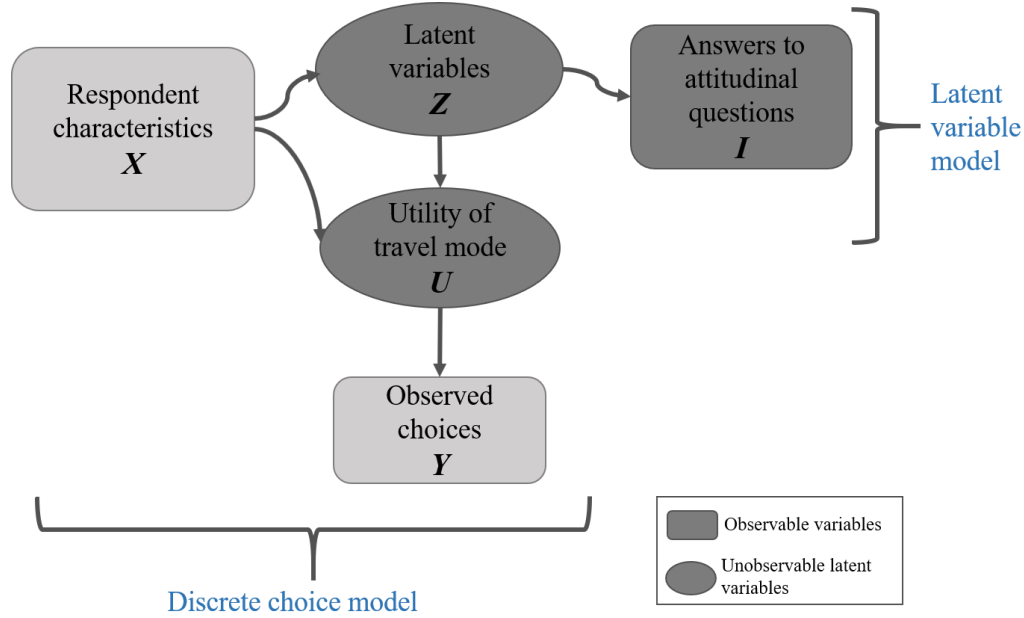 Respondent
characteristics
X
Latent
variables
Z
Answers to
attitudinal
questions
I
Latent
variable
model
Utility of
travel mode
U
Observed
choices
Y
Discrete choice model
Observable variables
Unobservable latent
variables